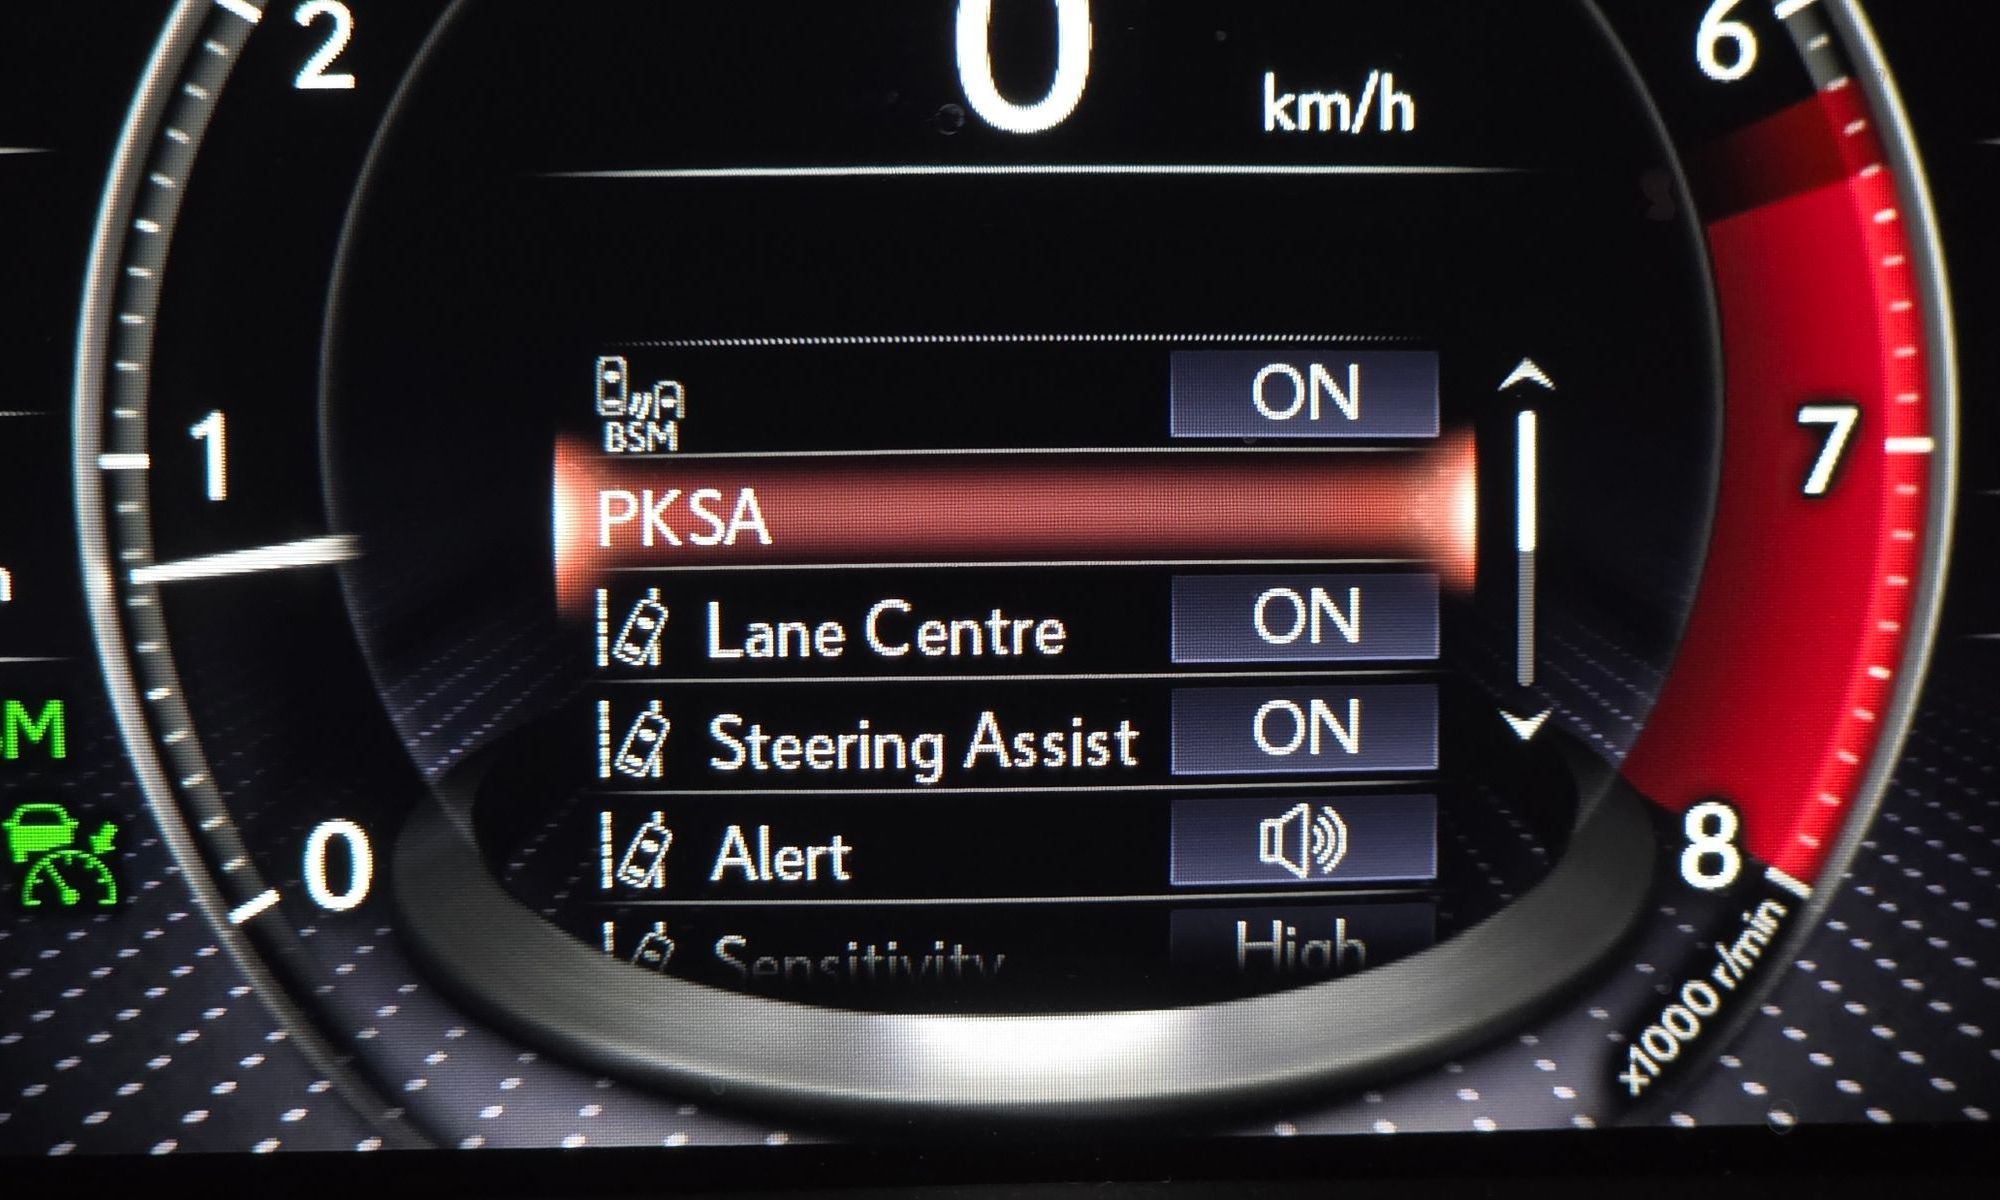 2
0
6
km/h
BSM
ON
PKSA
1
7
Lane Centre
ON
Steering Assist
ON
M
Alert
0
8
Sensitivity
High
x1000 r/min